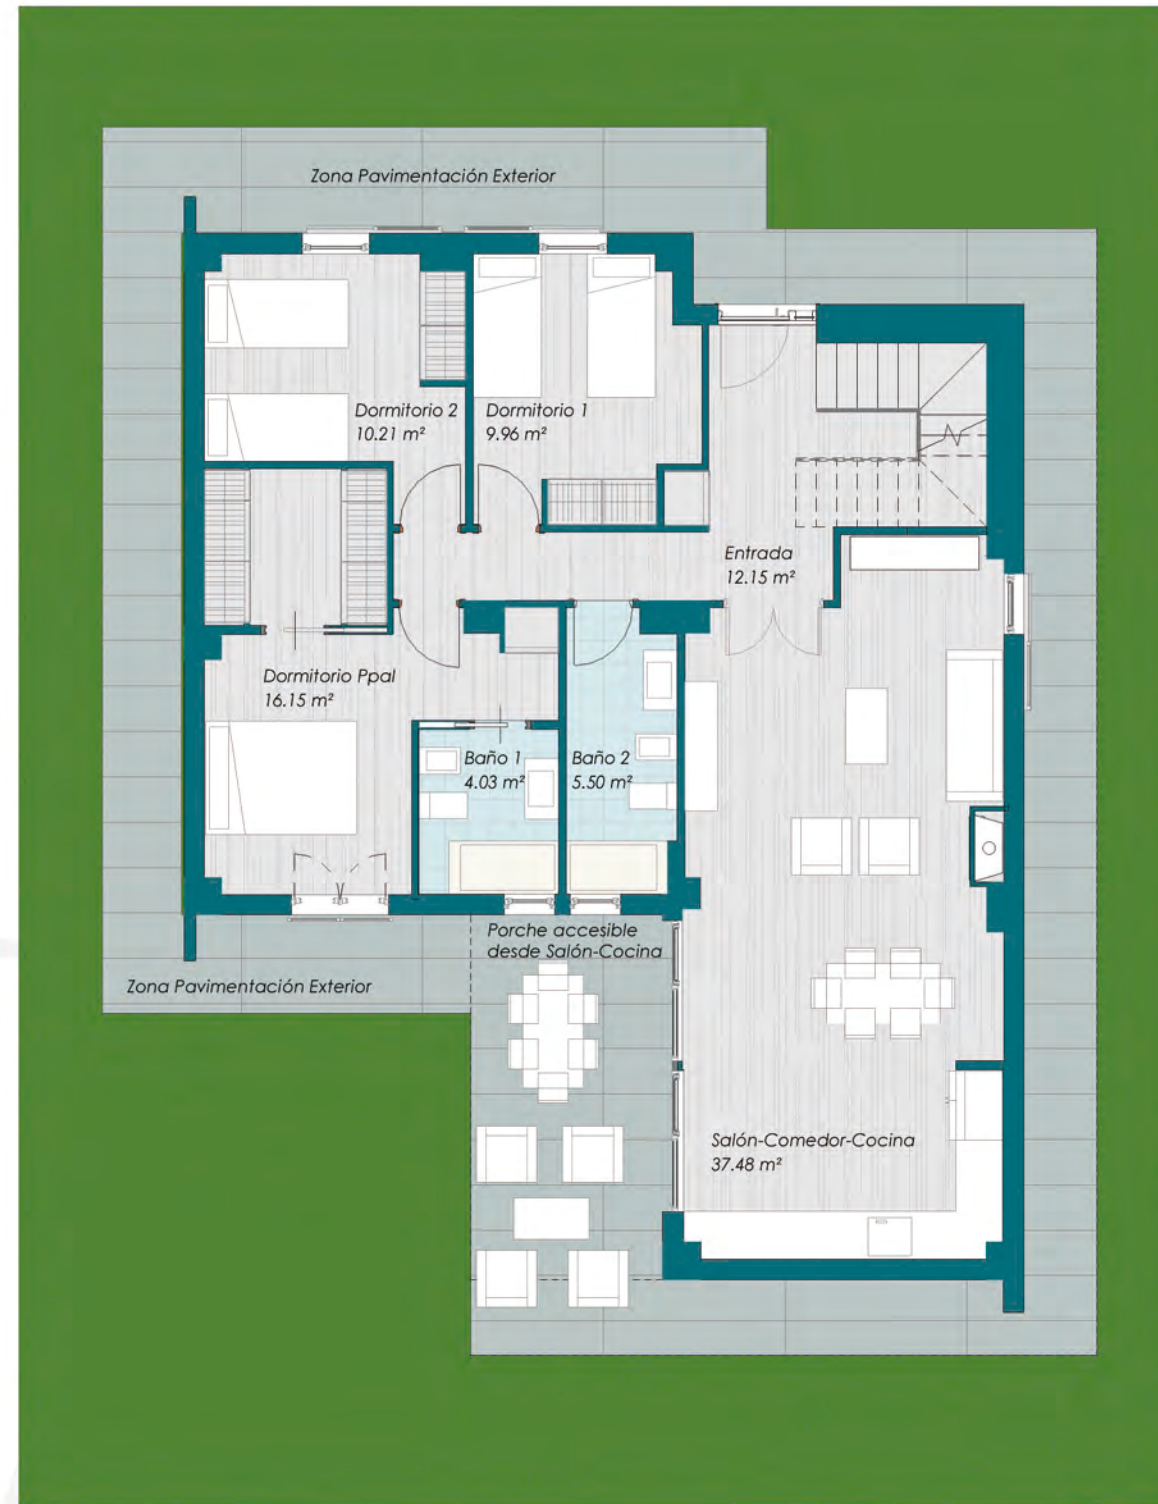 Zona Pavimentación Exterior
Dormitorio 2
10.21 m²
Dormitorio 1
9.96 m²
Entrada
12.15 m²
Dormitorio Ppal
16.15 m²
Baño 1
4.03 m²
Baño 2
5.50 m²
Porche accesible
desde Salón-Cocina
Zona Pavimentación Exterior
Salón-Comedor-Cocina
37.48 m²